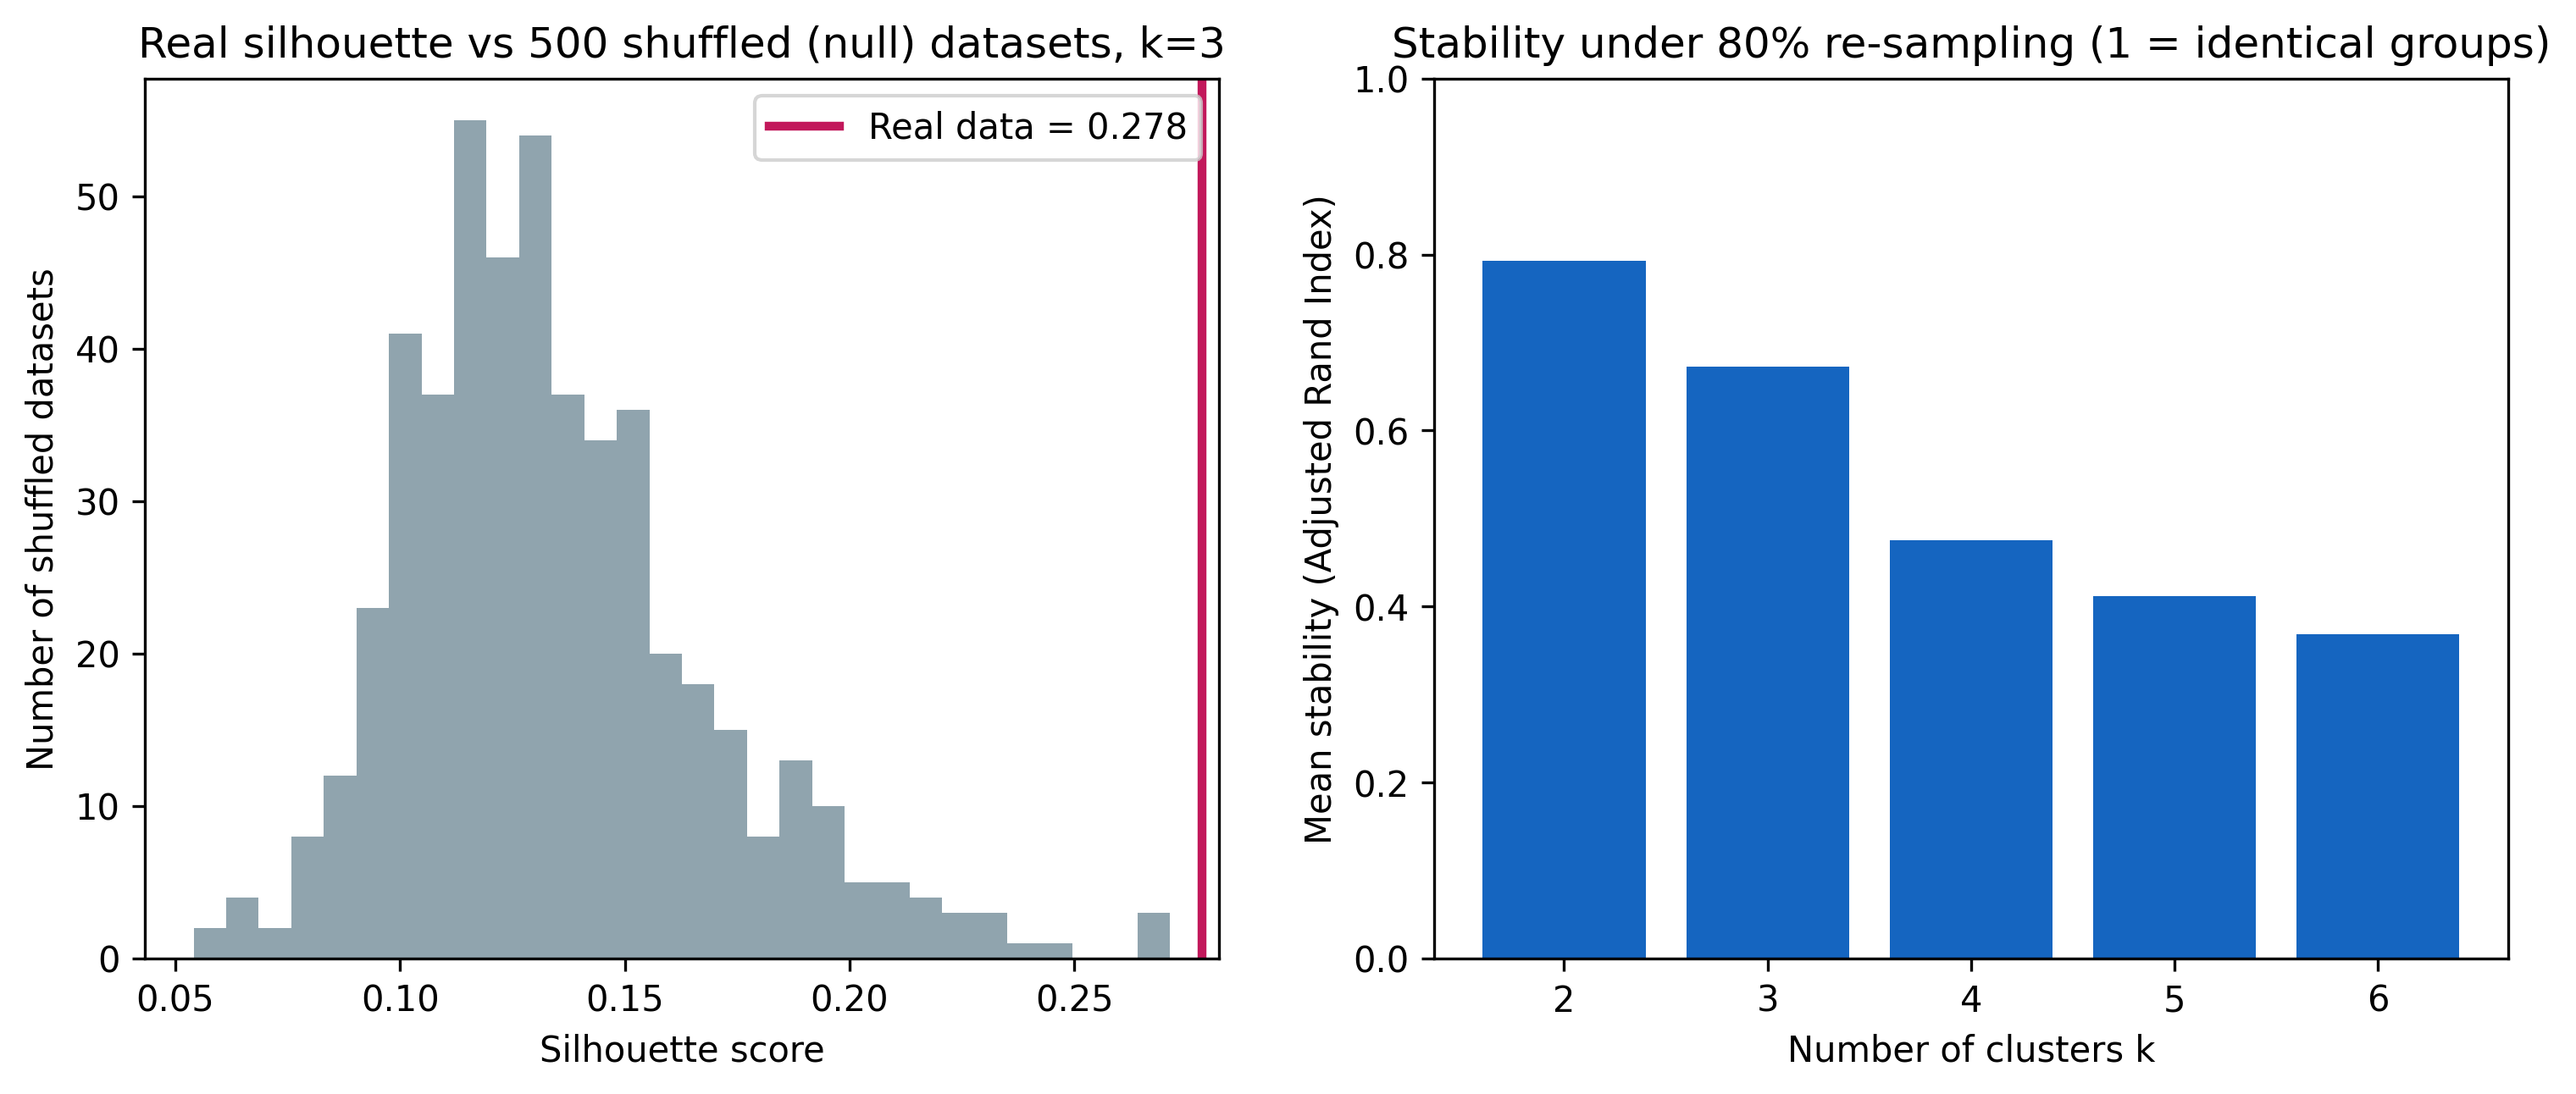 Real silhouette vs 500 shuffled (null) datasets, k=3
Real data = 0.278
Number of shuffled datasets
50
40
30
20
10
0
0.05 0.10 0.15 0.20 0.25
Silhouette score
Stability under 80% re-sampling (1 = identical groups)
Mean stability (Adjusted Rand Index)
1.0
0.8
0.6
0.4
0.2
0.0
2 3 4 5 6
Number of clusters k